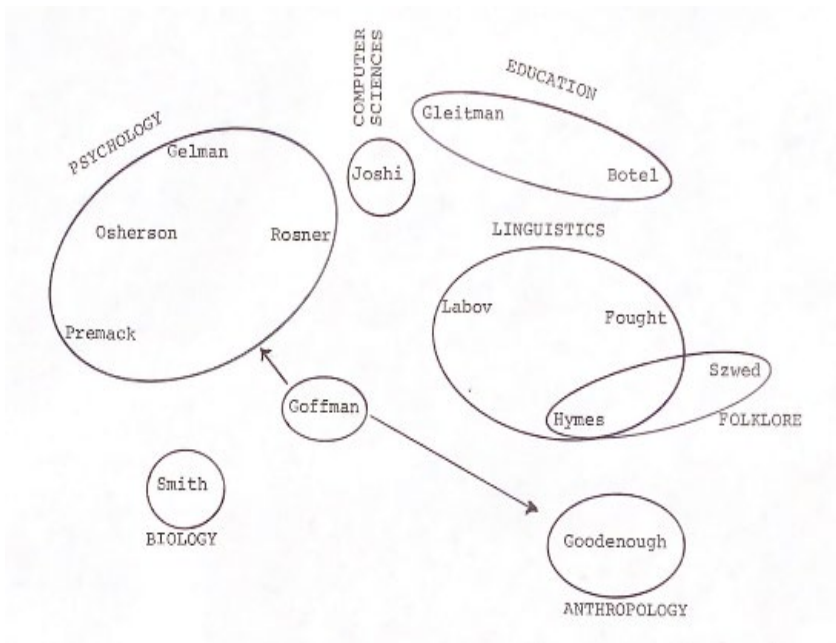 COMPUTER
SCIENCES
EDUCATION
PSYCHOLOGY
Gelman
Gleitman
Joshi
Botel
Osherson
Rosner
LINGUISTICS
Premack
Labov
Fought
Szwed
Goffman
Hymes
FOLKLORE
Smith
BIOLOGY
Goodenough
ANTHROPOLOGY